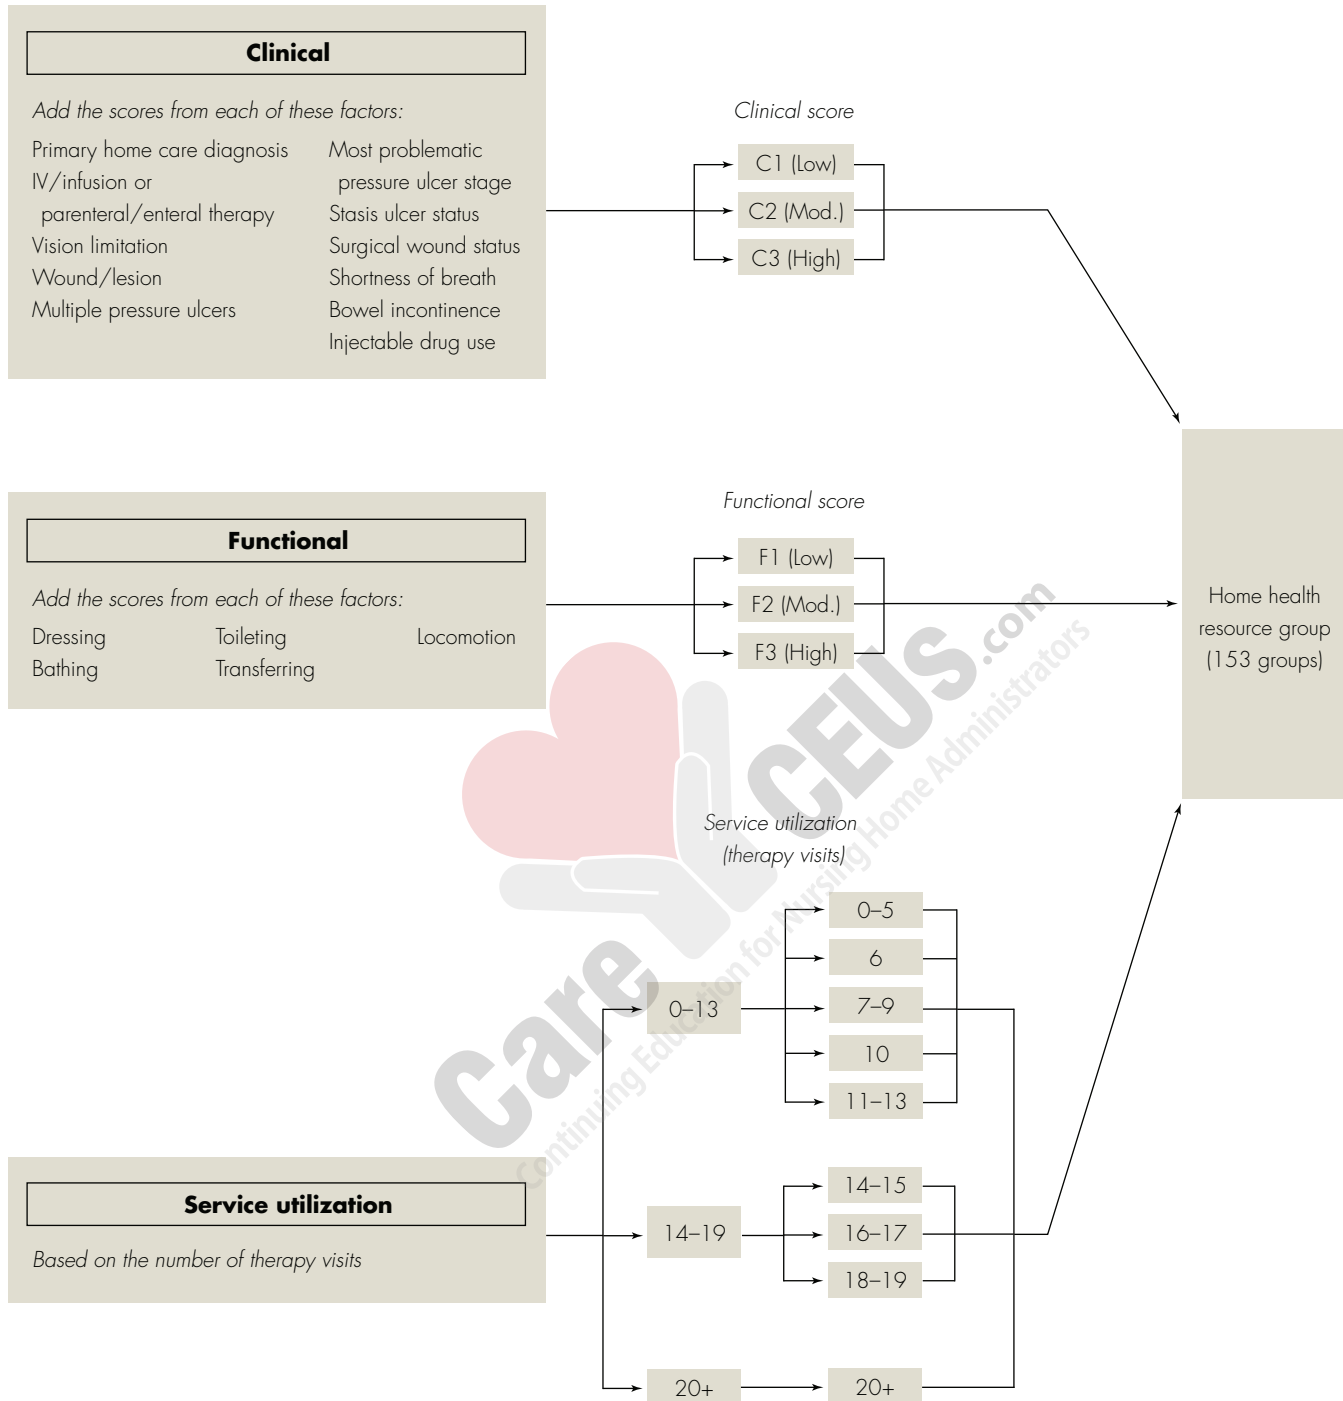 Clinical
Add the scores from each of these factors:
Primary home care diagnosis
IV/infusion or
parenteral/enteral therapy
Vision limitation
Wound/lesion
Multiple pressure ulcers
Most problematic
pressure ulcer stage
Stasis ulcer status
Surgical wound status
Shortness of breath
Bowel incontinence
Injectable drug use
Clinical score
C1 (Low)
C2 (Mod.)
C3 (High)
Functional
Add the scores from each of these factors:
Dressing
Bathing
Toileting
Transferring
Locomotion
Functional score
F1 (Low)
F2 (Mod.)
F3 (High)
Home health
resource group
(153 groups)
Service utilization
Based on the number of therapy visits
Service utilization
(therapy visits)
0–13
0–5
6
7–9
10
11–13
14–19
14–15
16–17
18–19
20+
20+
Care CEUs.com
Continuing Education for Nursing Home Administrators